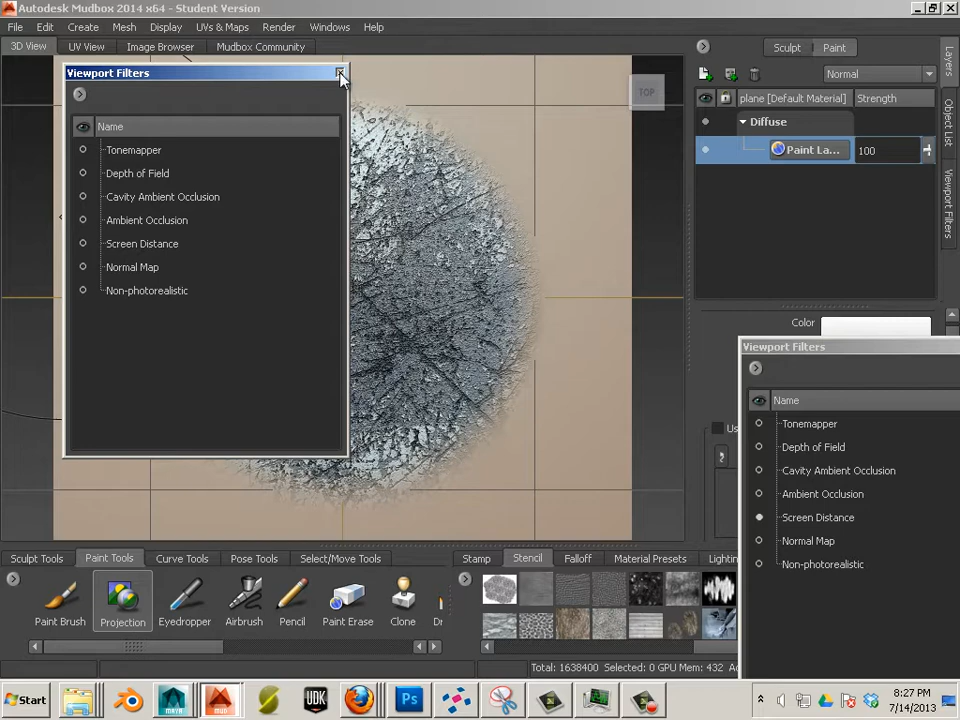 Autodesk Mudbox 2014 x64 - Student Version
File Edit Create Mesh Display UVs & Maps Render Windows Help
3D View UV View Image Browser Mudbox Community
Viewport Filters
Name
Tonemapper
Depth of Field
Cavity Ambient Occlusion
Ambient Occlusion
Screen Distance
Normal Map
Non-photorealistic
TOP
Sculpt Paint
Normal
plane [Default Material] Strength
Diffuse
Paint La... 100
Layers
Object List
Viewport Filters
Color
Viewport Filters
Name
Tonemapper
Depth of Field
Cavity Ambient Occlusion
Ambient Occlusion
Screen Distance
Normal Map
Non-photorealistic
Us
Sculpt Tools Paint Tools Curve Tools Pose Tools Select/Move Tools
Stamp Stencil Falloff Material Presets Lighting
Paint Brush Projection Eyedropper Airbrush Pencil Paint Erase Clone Dr
Total: 1638400 Selected: 0 GPU Mem: 432
Start MAYA MUD UDK Ps
8:27 PM
7/14/2013